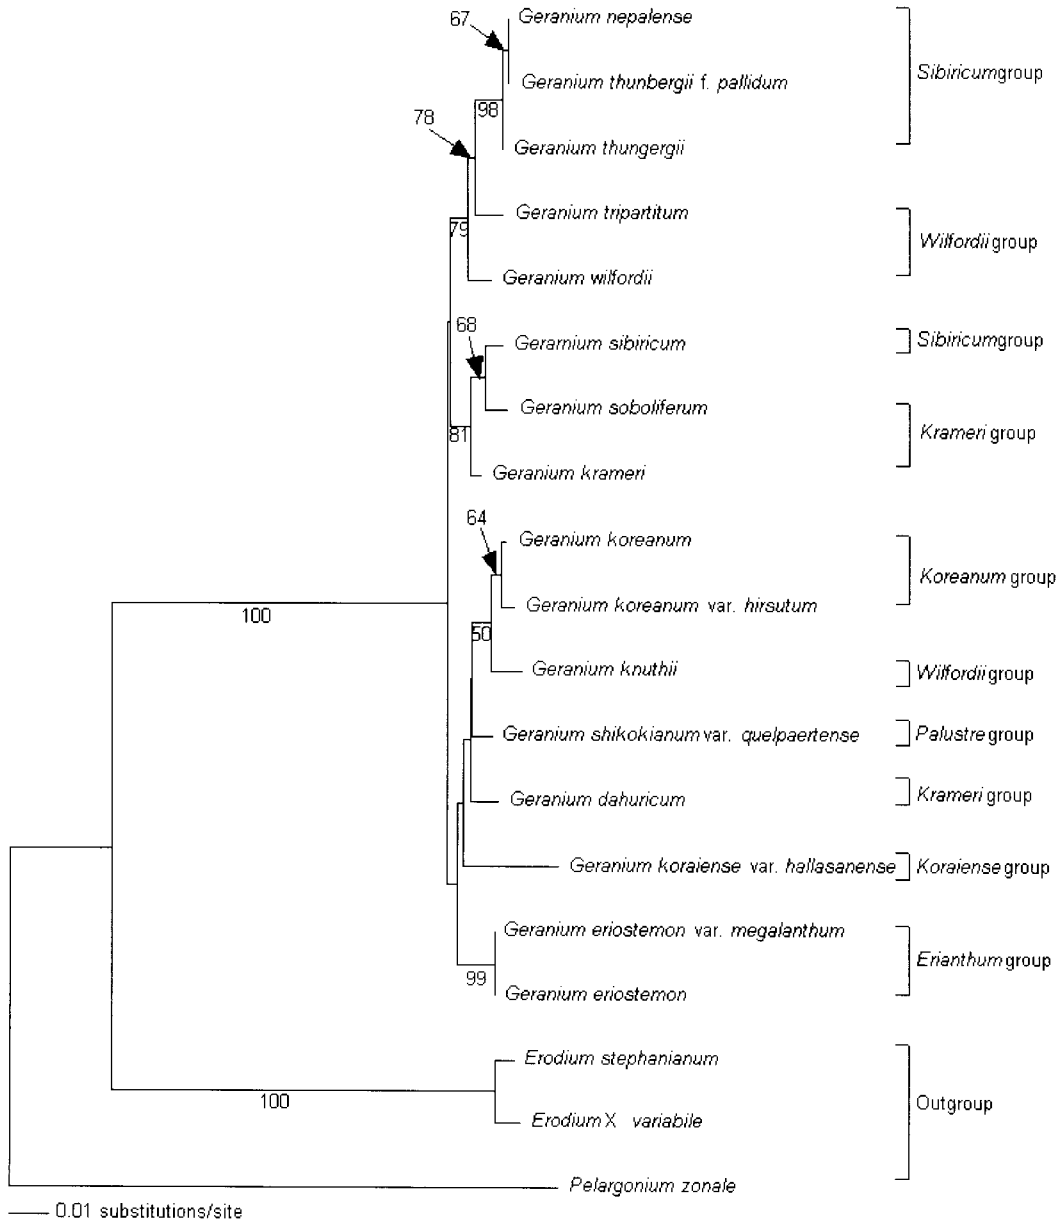 67
Geranium nepalense
Geranium thunbergii f. pallidum
Sibiricum group
98
78
Geranium thungergii
Geranium tripartitum
79
Wilfordii group
Geranium wilfordii
68
Gerarnium sibiricum
Sibiricum group
Geranium soboliferum
81
Krameri group
Geranium krameri
64
Geranium koreanum
Koreanum group
Geranium koreanum var. hirsutum
100
50
Geranium knuthii
Wilfordii group
Geranium shikokianum var. quelpaertense
Palustre group
Geranium dahuricum
Krameri group
Geranium koraiense var. hallasanense
Koraiense group
Geranium eriostemon var. megalanthum
Erianthum group
99
Geranium eriostemon
Erodium stephanianum
100
Outgroup
Erodium X variabile
Pelargonium zonale
0.01 substitutions/site